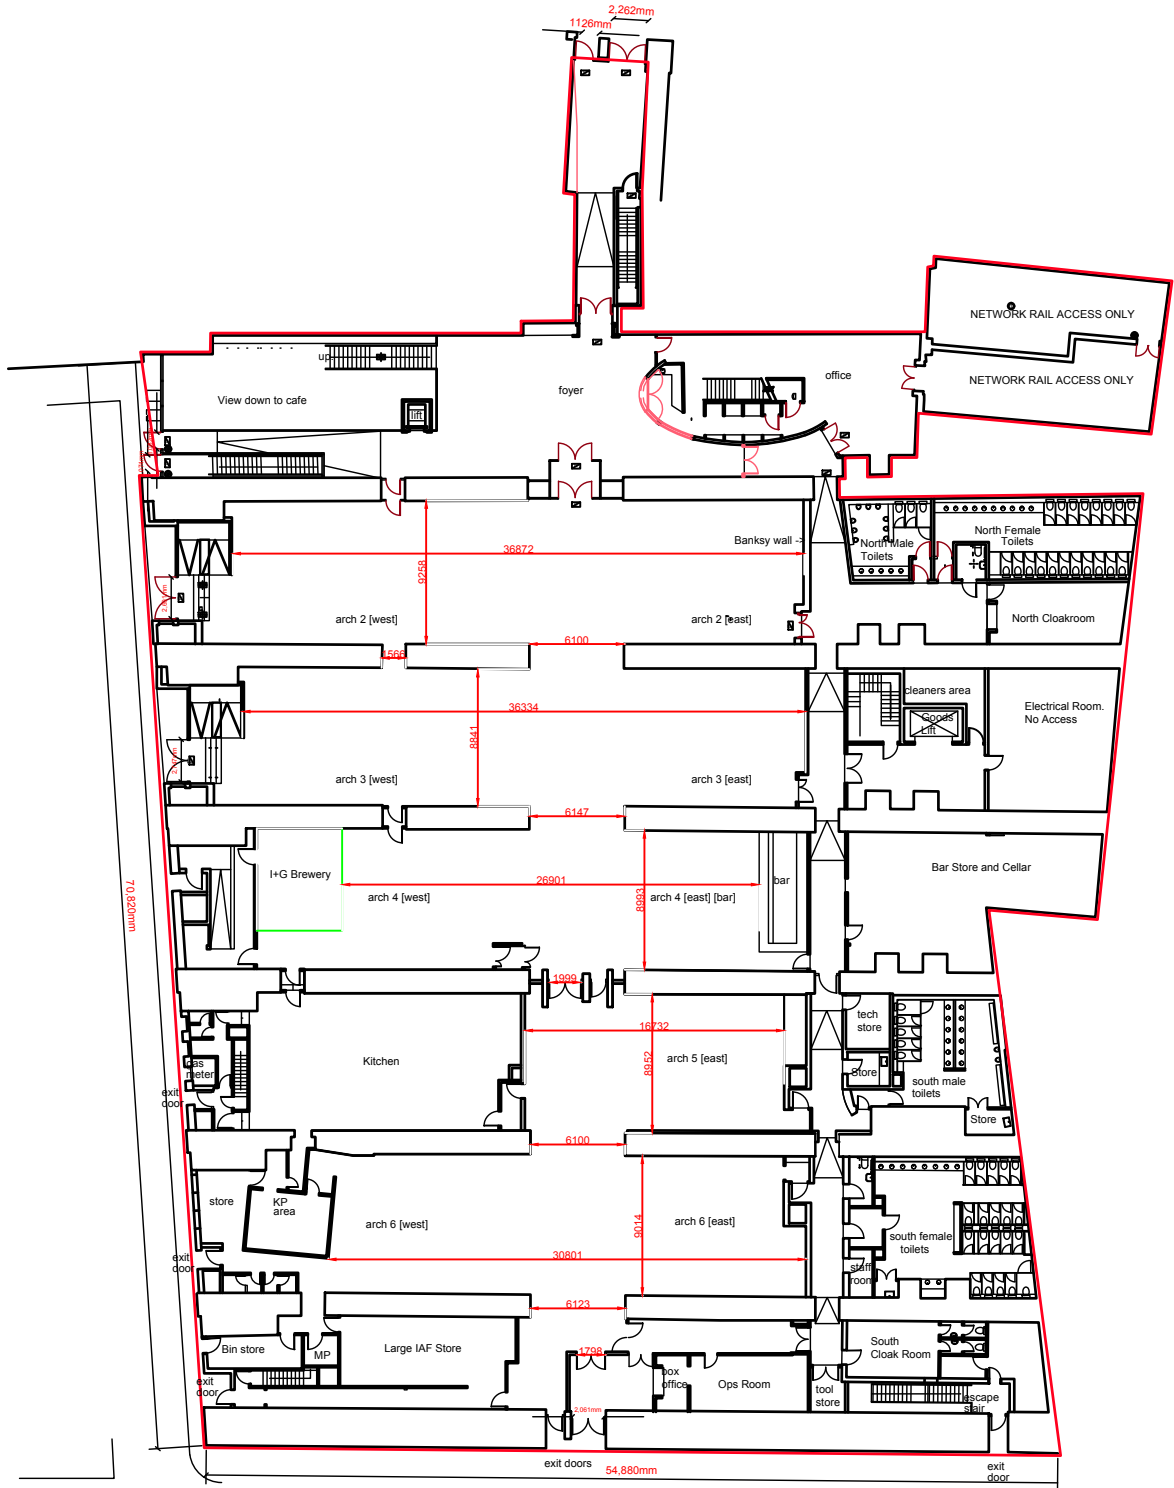 2,262mm
1126mm
NETWORK RAIL ACCESS ONLY
up
NETWORK RAIL ACCESS ONLY
office
foyer
View down to cafe
lift
Banksy wall ->
North Male
Toilets
North Female
Toilets
36872
9258
arch 2 [west]
arch 2 [east]
North Cloakroom
6100
1566
cleaners area
Goods
Lift
Electrical Room.
No Access
36334
8841
arch 3 [west]
arch 3 [east]
6147
I+G Brewery
26901
bar
Bar Store and Cellar
arch 4 [west]
arch 4 [east] [bar]
8993
70,820mm
1999
16732
tech
store
Kitchen
arch 5 [east]
8952
gas
meter
Store
south male
toilets
exit
door
Store
6100
store
KP
area
arch 6 [west]
arch 6 [east]
9014
south female
toilets
30801
exit
door
staff
room
6123
Bin store
MP
Large IAF Store
1798
South
Cloak Room
box
office
Ops Room
tool
store
exit
door
escape
stair
2,061mm
exit doors
54,880mm
exit
door